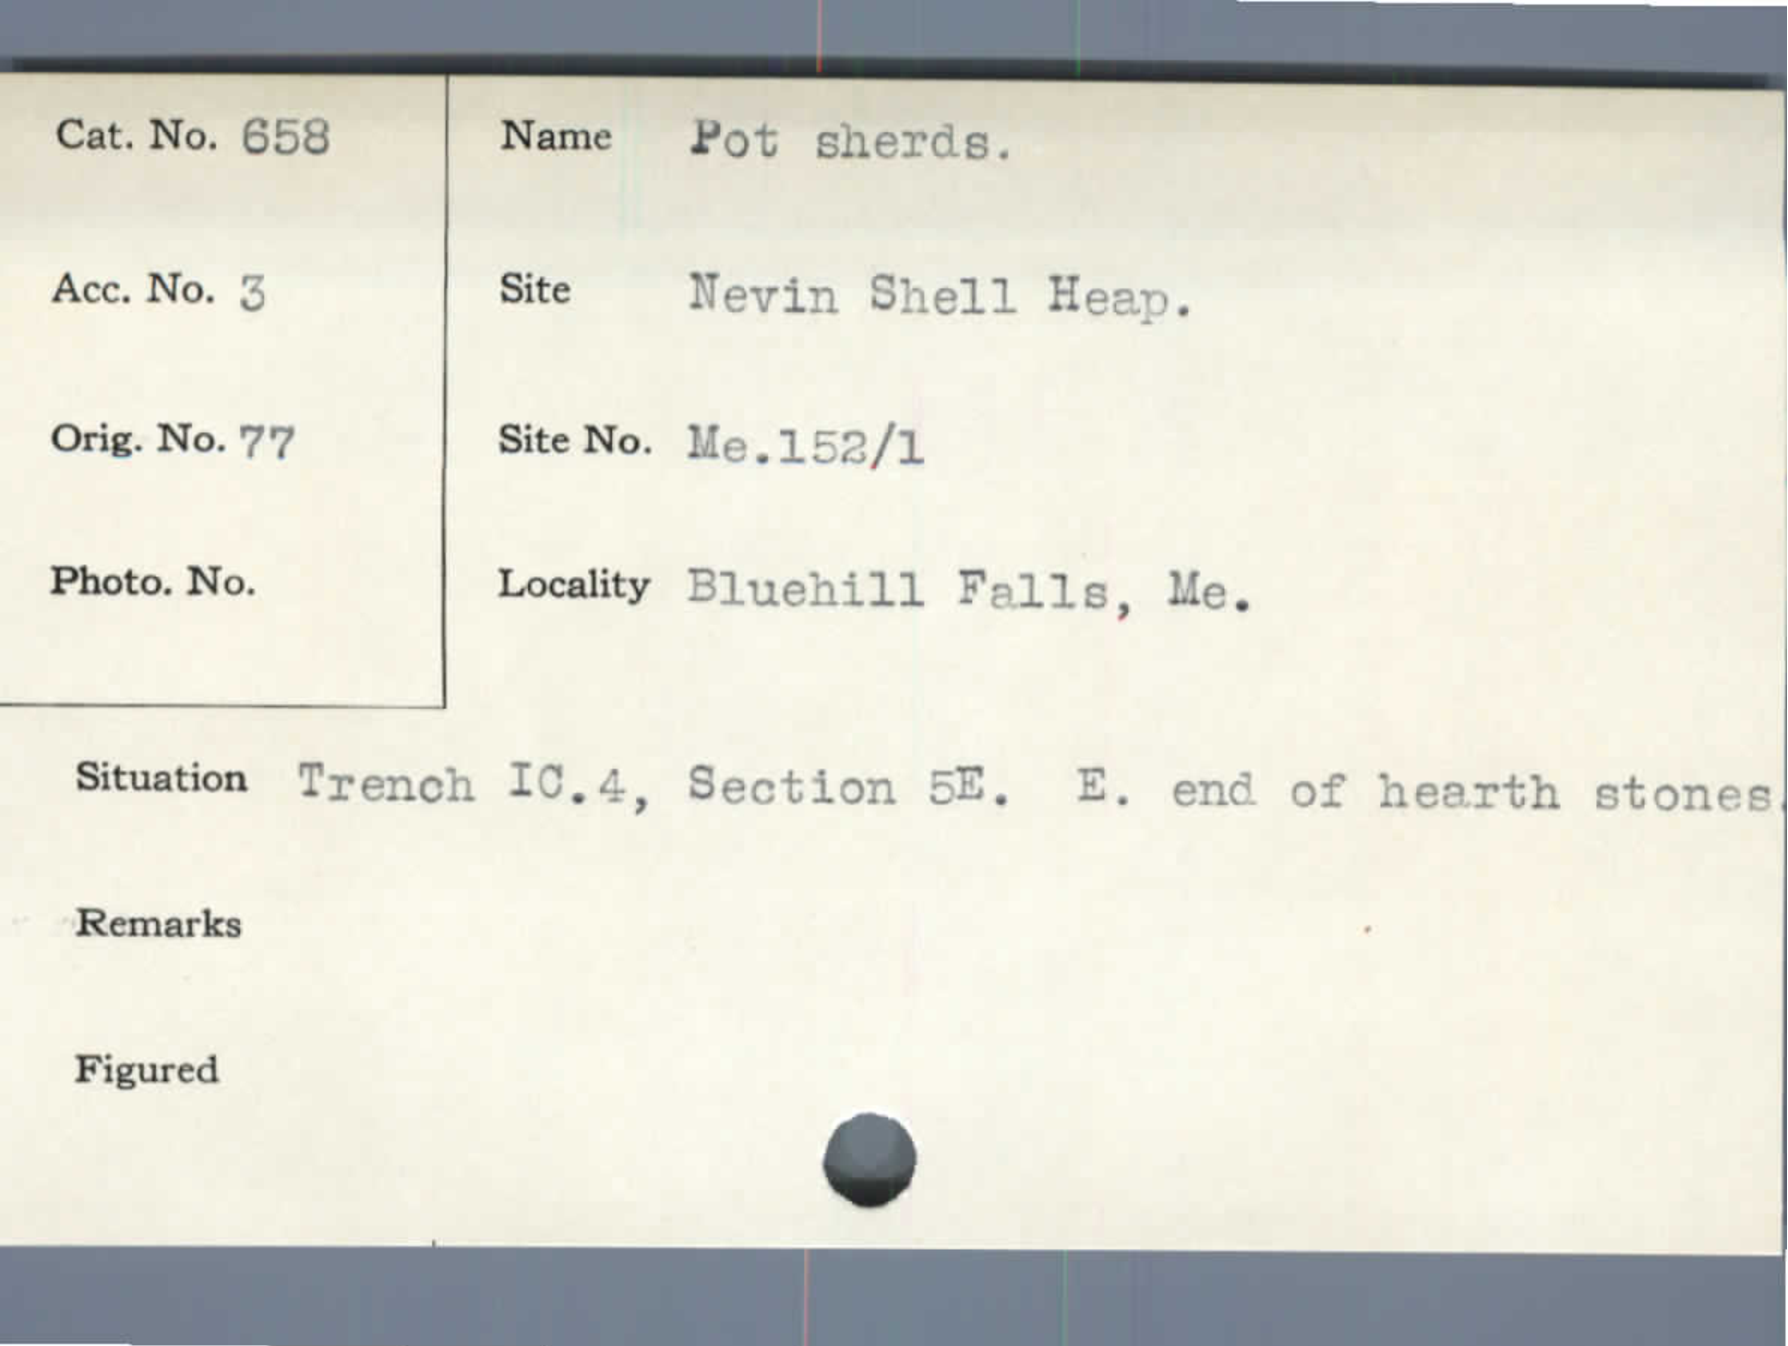 Cat. No. 658
Name Pot sherds.
Acc. No. 3
Site Nevin Shell Heap.
Orig. No. 77
Site No. Me.152/1
Photo. No.
Locality Bluehill Falls, Me.
Situation Trench IC.4, Section 5E. E. end of hearth stones.
Remarks
Figured